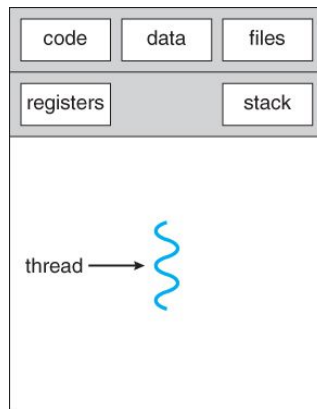 code data files
registers stack
thread